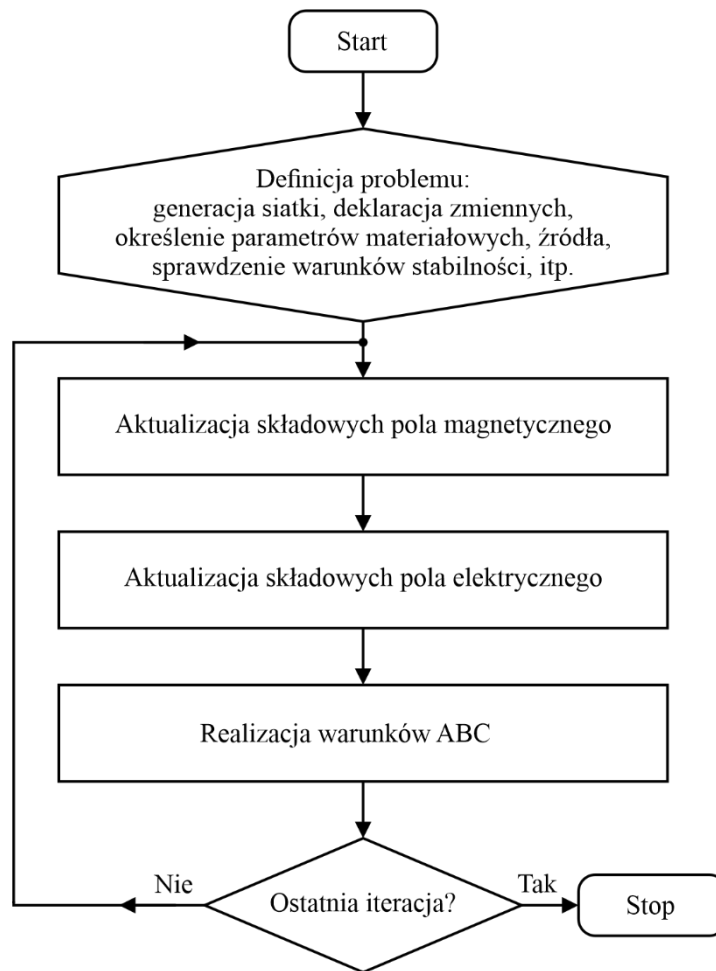 Start
Definicja problemu:
generacja siatki, deklaracja zmiennych,
określenie parametrów materiałowych, źródła,
sprawdzenie warunków stabilności, itp.
Aktualizacja składowych pola magnetycznego
Aktualizacja składowych pola elektrycznego
Realizacja warunków ABC
Nie
Ostatnia iteracja?
Tak
Stop